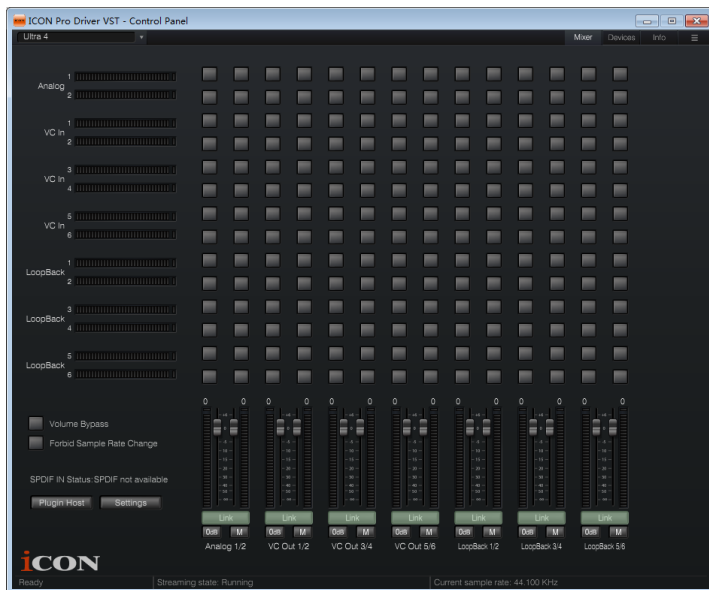 ICON Pro Driver VST - Control Panel
Ultra 4
Mixer Devices Info
Analog 1
2
VC In 1
2
VC In 3
4
VC In 5
6
LoopBack 1
2
LoopBack 3
4
LoopBack 5
6
0 0 0 0 0 0 0 0 0 0 0 0 0 0
Volume Bypass
Forbid Sample Rate Change
SPDIF IN Status:SPDIF not available
Plugin Host Settings
Link Link Link Link Link Link Link
0dB M 0dB M 0dB M 0dB M 0dB M 0dB M 0dB M
Analog 1/2 VC Out 1/2 VC Out 3/4 VC Out 5/6 LoopBack 1/2 LoopBack 3/4 LoopBack 5/6
iCON
Ready Streaming state: Running Current sample rate: 44.100 KHz